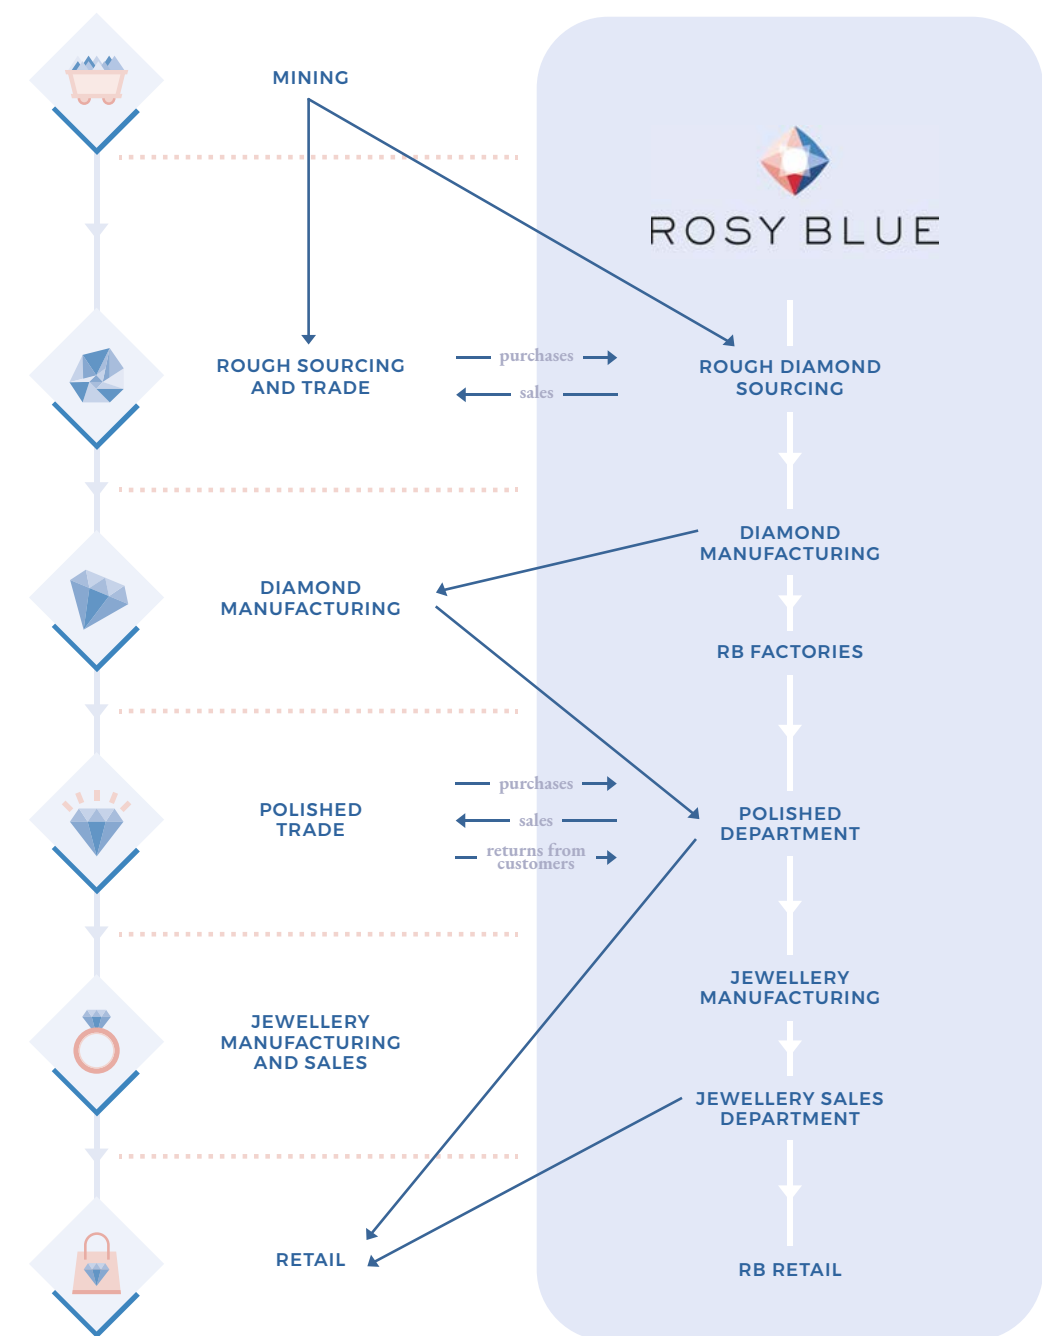 MINING
ROSY BLUE
ROUGH SOURCING
AND TRADE
purchases
sales
ROUGH DIAMOND
SOURCING
DIAMOND
MANUFACTURING
DIAMOND
MANUFACTURING
RB FACTORIES
POLISHED
TRADE
purchases
sales
returns from
customers
POLISHED
DEPARTMENT
JEWELLERY
MANUFACTURING
JEWELLERY
MANUFACTURING
AND SALES
JEWELLERY SALES
DEPARTMENT
RETAIL
RB RETAIL